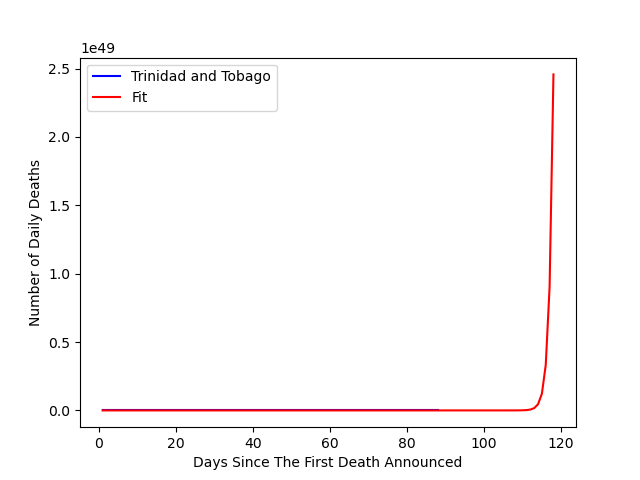 1e49
2.5
2.0
1.5
1.0
0.5
0.0
Number of Daily Deaths
Trinidad and Tobago
Fit
0 20 40 60 80 100 120
Days Since The First Death Announced